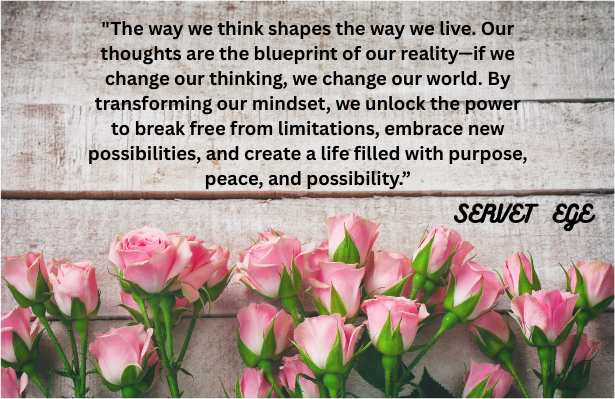 "The way we think shapes the way we live. Our
thoughts are the blueprint of our reality—if we
change our thinking, we change our world. By
transforming our mindset, we unlock the power
to break free from limitations, embrace new
possibilities, and create a life filled with purpose,
peace, and possibility.”
SERVET EGE